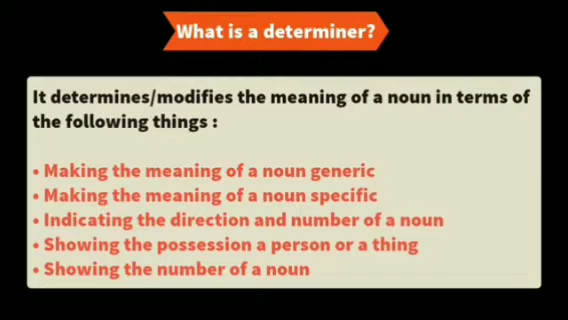 What is a determiner?
It determines/modifies the meaning of a noun in terms of
the following things :
• Making the meaning of a noun generic
• Making the meaning of a noun specific
• Indicating the direction and number of a noun
• Showing the possession a person or a thing
• Showing the number of a noun